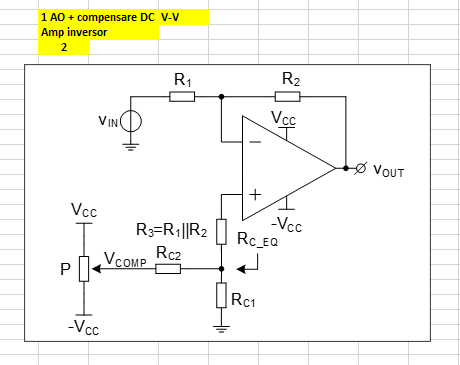 1 AO + compensare DC V-V
Amp inversor
2
R1
R2
VIN
VCC
−
+
VOUT
-VCC
R3=R1||R2
RC_EQ
VCC
P
VCOMP
RC2
RC1
-VCC